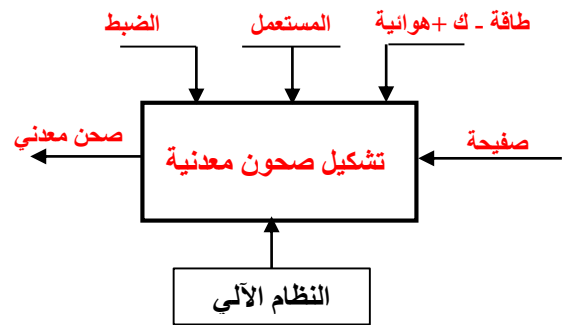 طاقة - ك +هوائية
المستعمل
الضبط
صفيحة
تشكيل صحون معدنية
صحن معدني
النظام الآلي